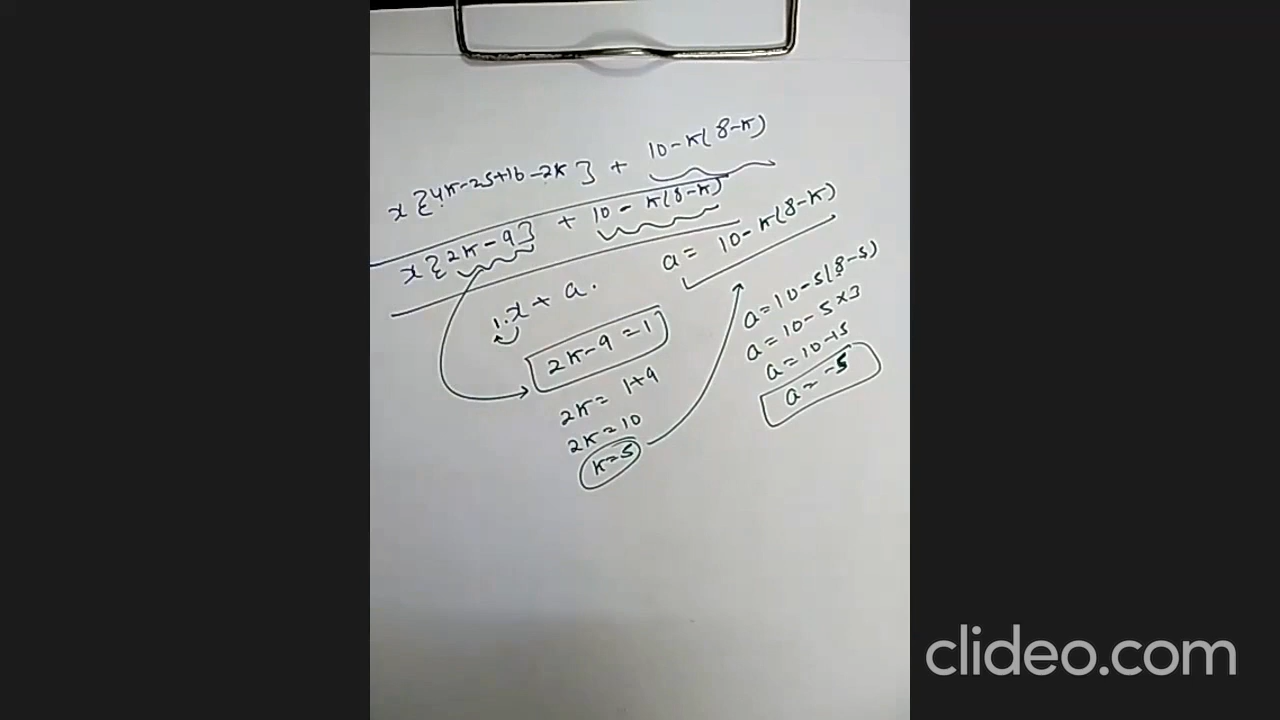 x{4K-25+16-2K} + 10-K(8-K)
x{2K-9} + 10-K(8-K)
1.x + a.
a= 10-K(8-K)
2K-9=1
2K= 1+9
2K=10
K=5
a=10-5(8-5)
a=10-5×3
a=10-15
a=-5
clideo.com